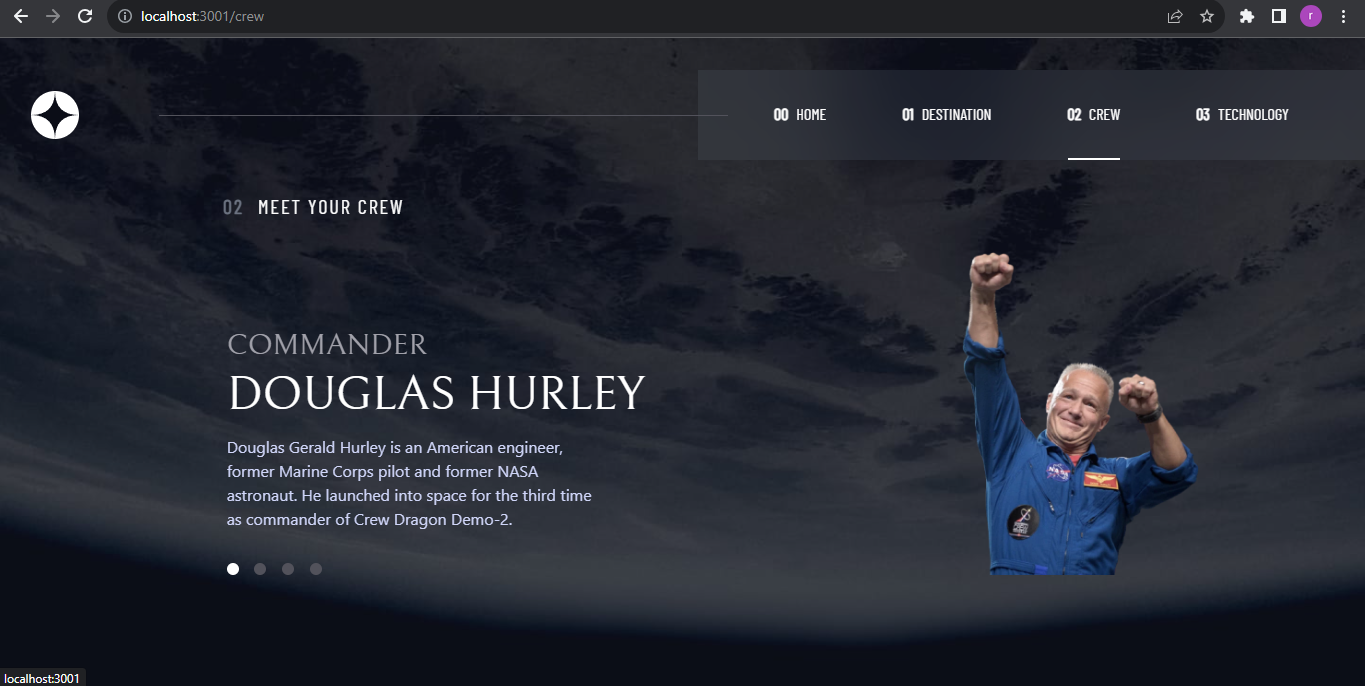 localhost:3001/crew
r
00 HOME
01 DESTINATION
02 CREW
03 TECHNOLOGY
02 MEET YOUR CREW
COMMANDER
DOUGLAS HURLEY
Douglas Gerald Hurley is an American engineer,
former Marine Corps pilot and former NASA
astronaut. He launched into space for the third time
as commander of Crew Dragon Demo-2.
NASA
localhost:3001